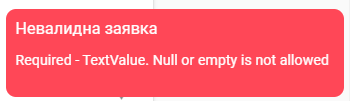 Невалидна заявка
Required - TextValue. Null or empty is not allowed